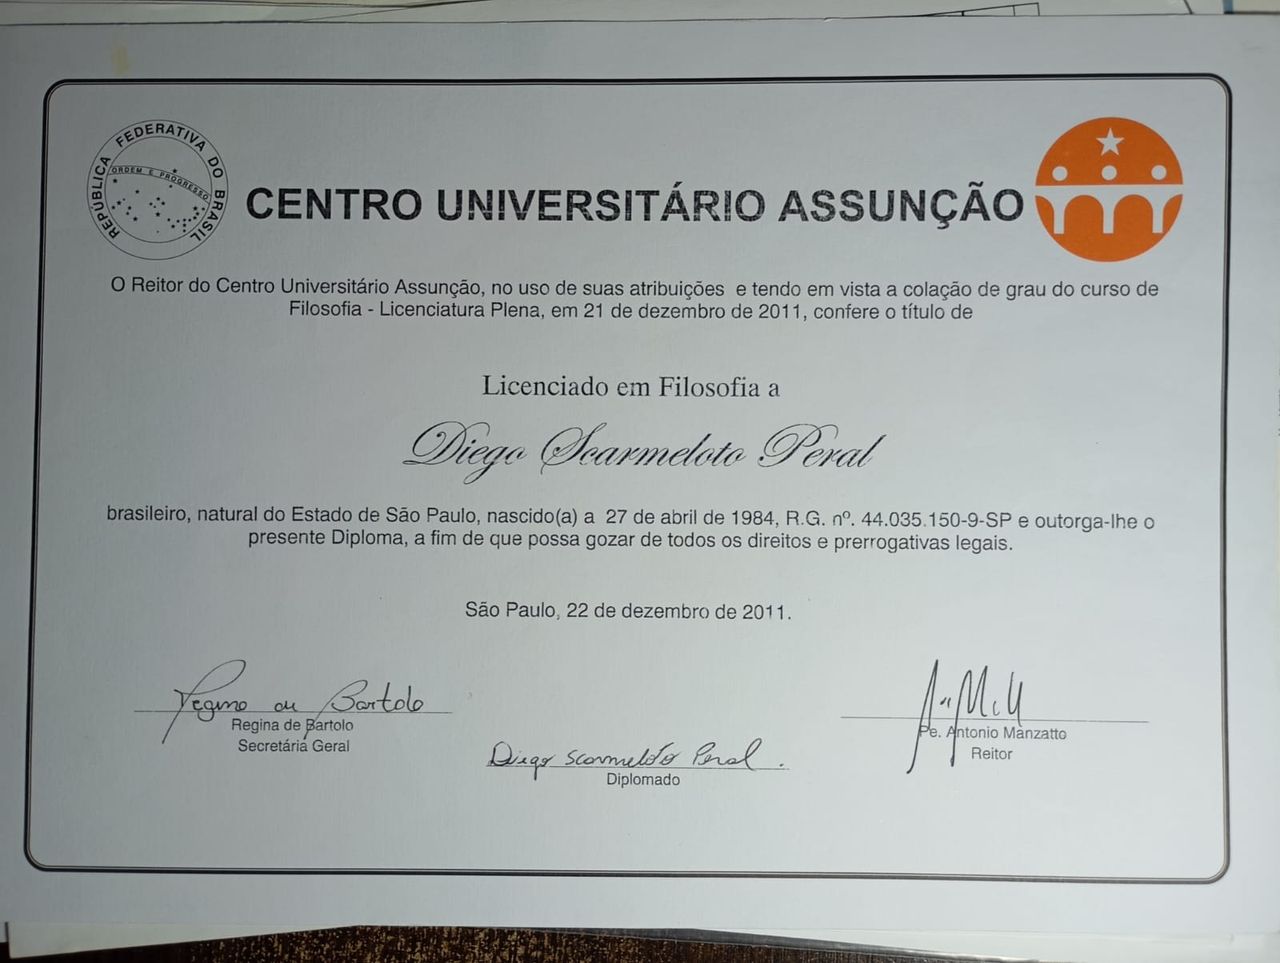 REPÚBLICA FEDERATIVA DO BRASIL
ORDEM E PROGRESSO
CENTRO UNIVERSITÁRIO ASSUNÇÃO
O Reitor do Centro Universitário Assunção, no uso de suas atribuições e tendo em vista a colação de grau do curso de
Filosofia - Licenciatura Plena, em 21 de dezembro de 2011, confere o título de
Licenciado em Filosofia a
Diego Scarmeloto Peral
brasileiro, natural do Estado de São Paulo, nascido(a) a 27 de abril de 1984, R.G. nº. 44.035.150-9-SP e outorga-lhe o
presente Diploma, a fim de que possa gozar de todos os direitos e prerrogativas legais.
São Paulo, 22 de dezembro de 2011.
Regina de Bartolo
Regina de Bartolo
Secretária Geral
Diego Scarmeloto Peral.
Diplomado
Pe. Antonio Manzatto
Reitor